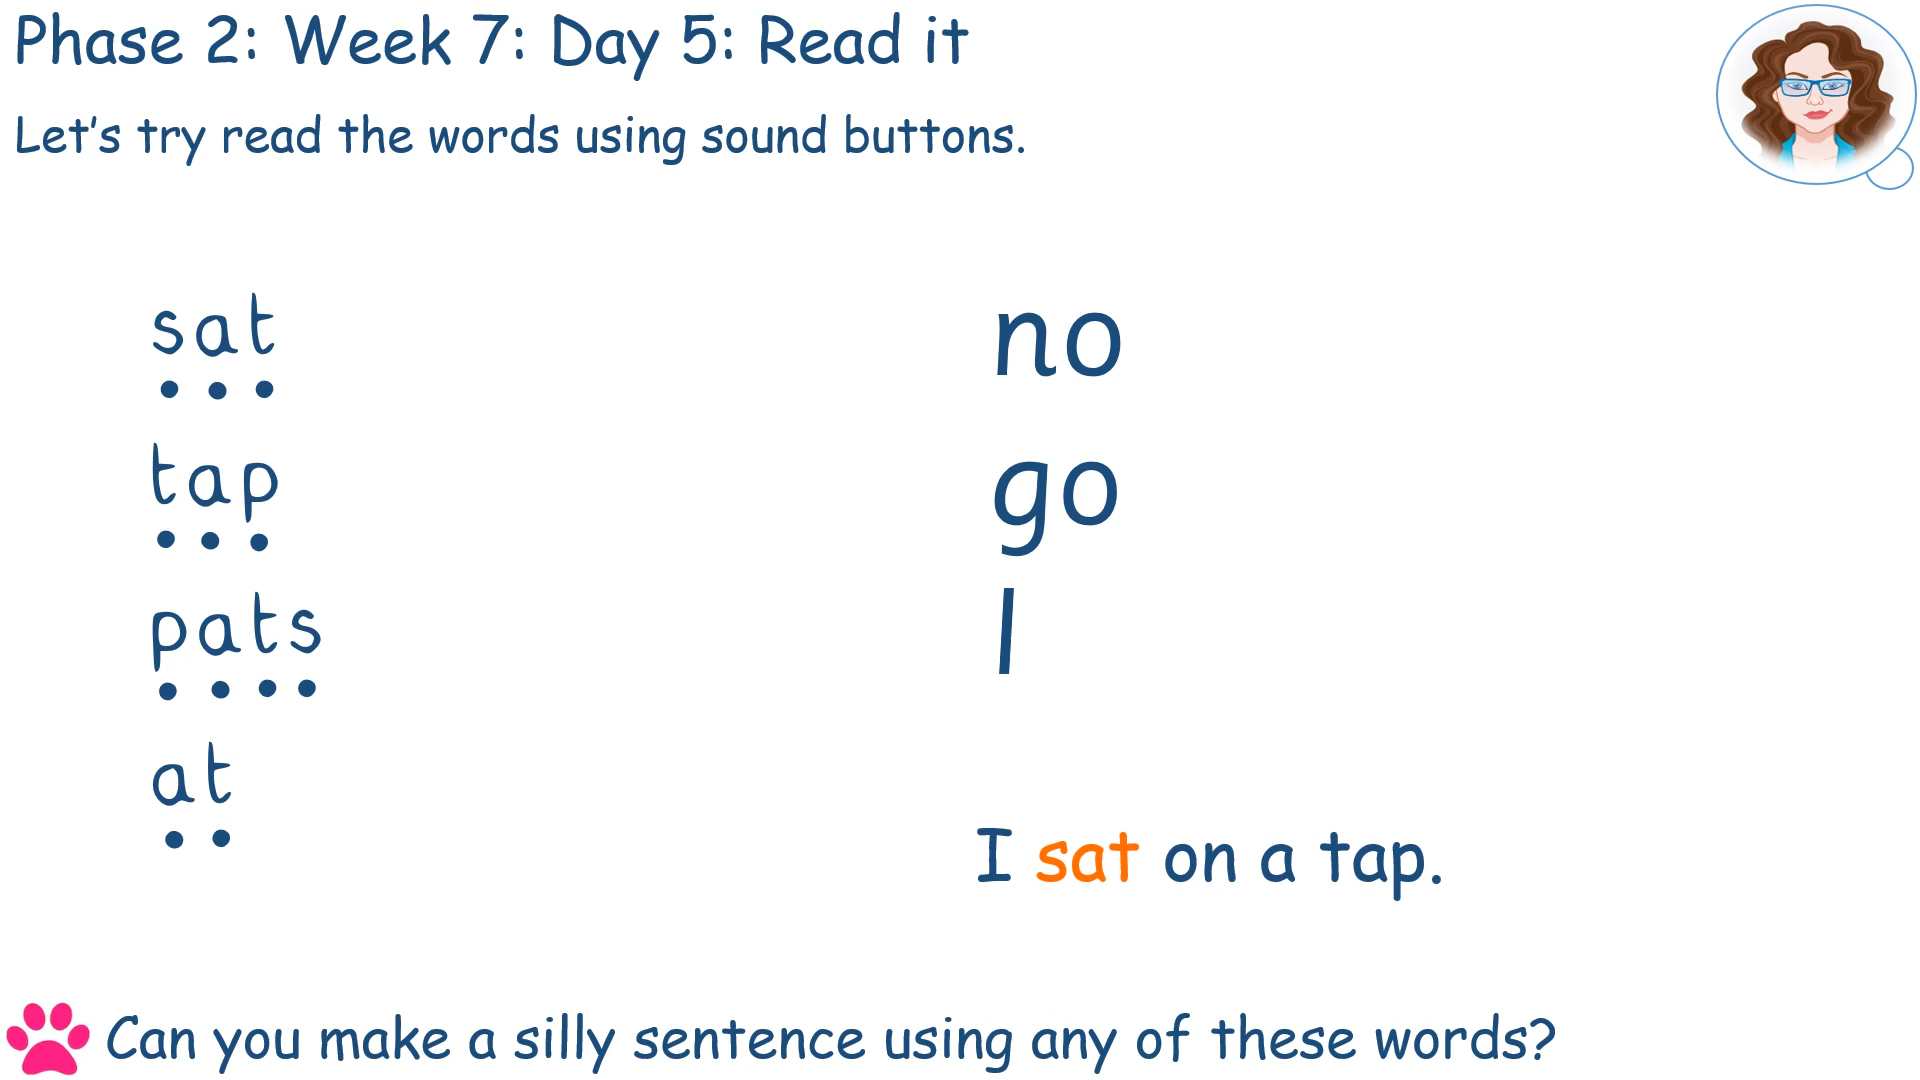 Phase 2: Week 7: Day 5: Read it
Let's try read the words using sound buttons.
sat
tap
pats
at
no
go
I
I sat on a tap.
Can you make a silly sentence using any of these words?